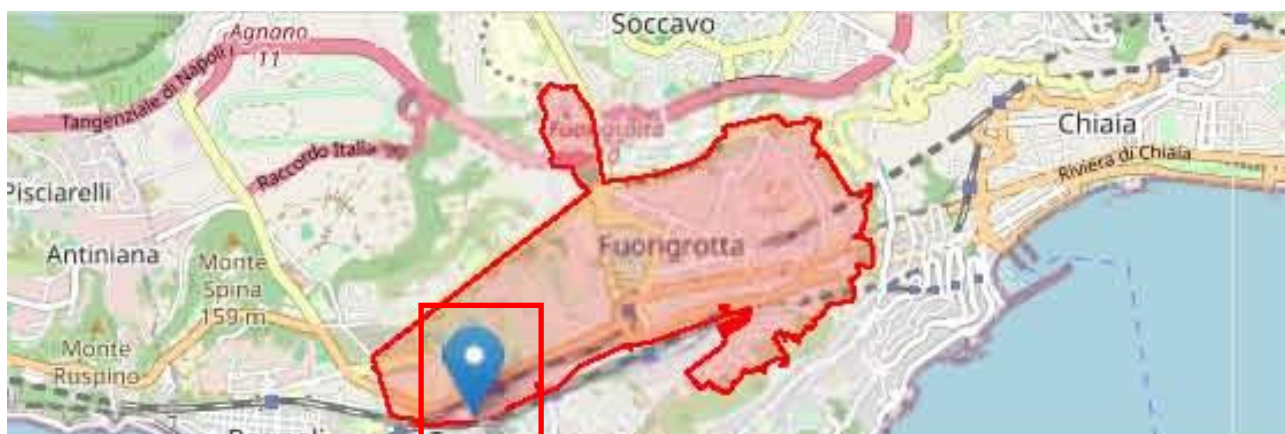 Soccavo
Agnano
11
Tangenziale di Napoli
Fuorigrotta
Chiaia
Raccordo Italia
Riviera di Chiaia
Pisciarelli
Antiniana
Fuorigrotta
Monte
Spina
159 m
Monte
Ruspino